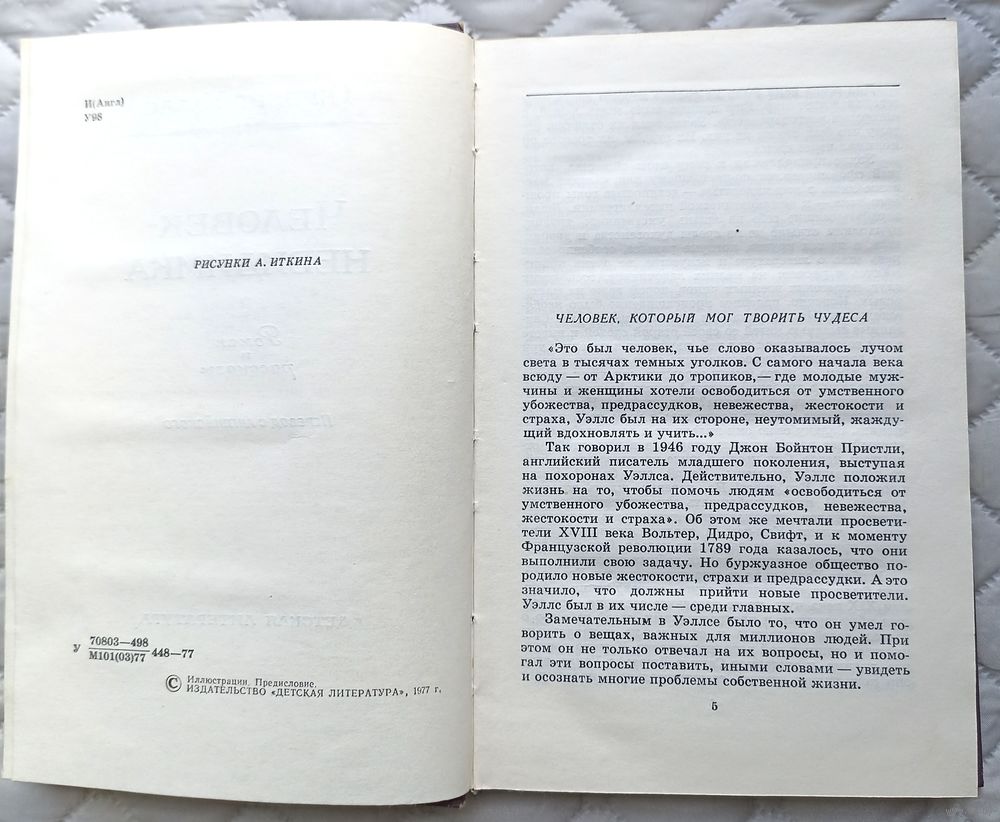 И(Англ)
У98
РИСУНКИ А. ИТКИНА
У 70803—498
М101(03)77 448—77
© Иллюстрации. Предисловие.
ИЗДАТЕЛЬСТВО «ДЕТСКАЯ ЛИТЕРАТУРА», 1977 г.
ЧЕЛОВЕК, КОТОРЫЙ МОГ ТВОРИТЬ ЧУДЕСА
«Это был человек, чье слово оказывалось лучом
света в тысячах темных уголков. С самого начала века
всюду — от Арктики до тропиков,— где молодые муж-
чины и женщины хотели освободиться от умственного
убожества, предрассудков, невежества, жестокости и
страха, Уэллс был на их стороне, неутомимый, жажду-
щий вдохновлять и учить...»
Так говорил в 1946 году Джон Бойнтон Пристли,
английский писатель младшего поколения, выступая
на похоронах Уэллса. Действительно, Уэллс положил
жизнь на то, чтобы помочь людям «освободиться от
умственного убожества, предрассудков, невежества,
жестокости и страха». Об этом же мечтали просвети-
тели XVIII века Вольтер, Дидро, Свифт, и к моменту
Французской революции 1789 года казалось, что они
выполнили свою задачу. Но буржуазное общество по-
родило новые жестокости, страхи и предрассудки. А это
значило, что должны прийти новые просветители.
Уэллс был в их числе — среди главных.
Замечательным в Уэллсе было то, что он умел го-
ворить о вещах, важных для миллионов людей. При
этом он не только отвечал на их вопросы, но и помо-
гал эти вопросы поставить, иными словами — увидеть
и осознать многие проблемы собственной жизни.
5